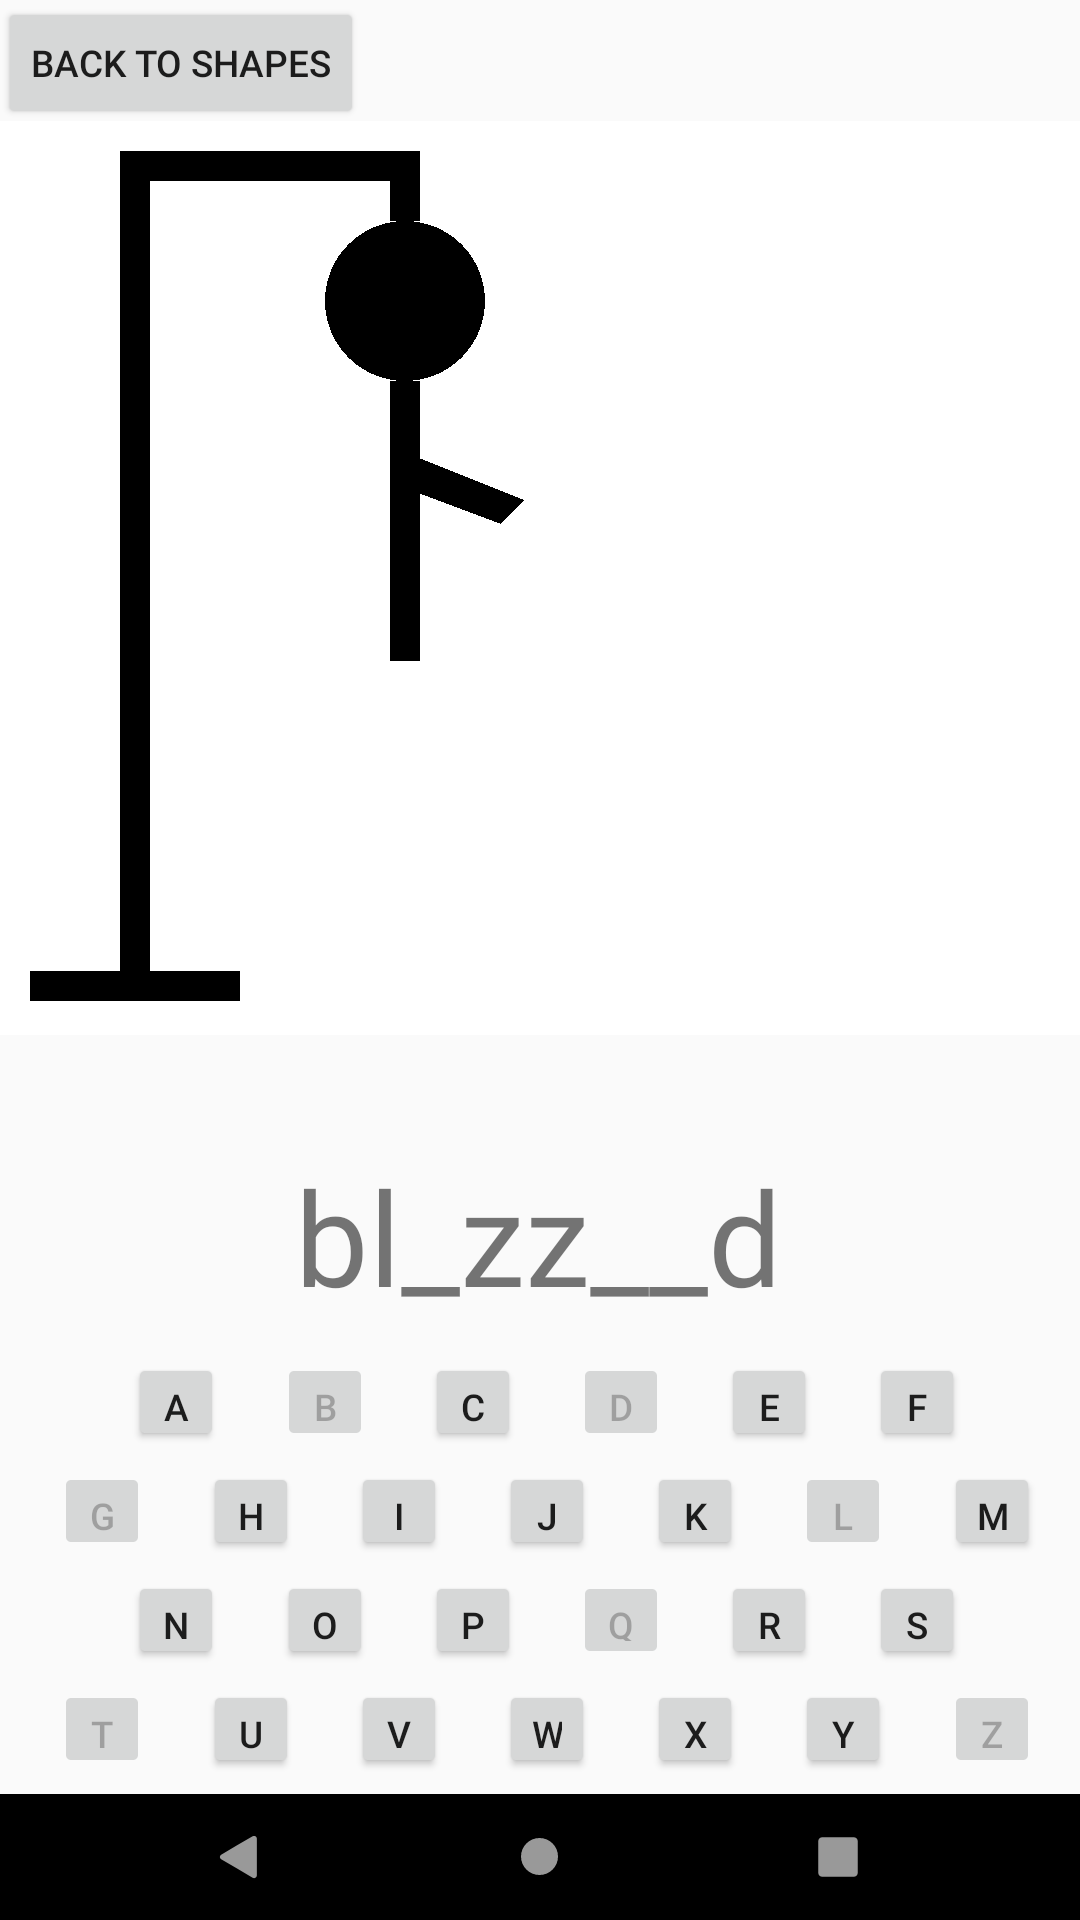 BACK TO SHAPES
bl_zz__d
A B C D E F
G H I J K L M
N O P Q R S
T U V W X Y Z